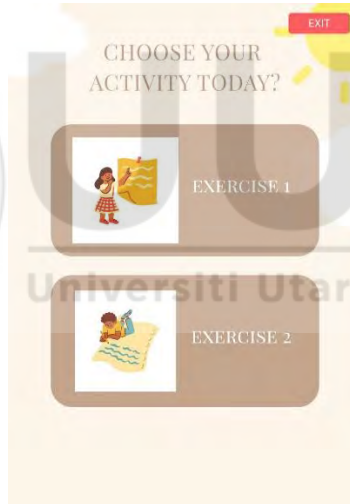 EXIT
CHOOSE YOUR
ACTIVITY TODAY?
EXERCISE 1
Universiti Utar
EXERCISE 2